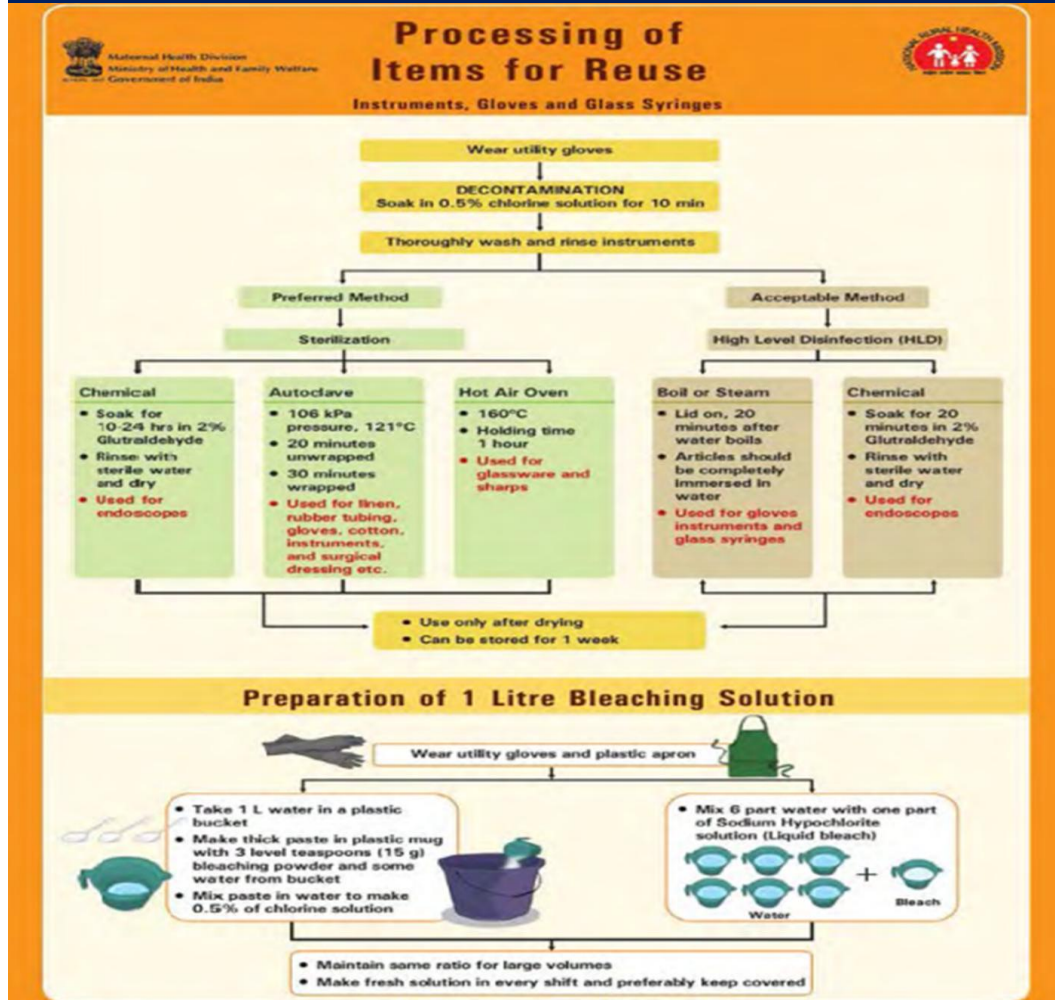 Maternal Health Division
Ministry of Health and Family Welfare
Government of India
Processing of
Items for Reuse
Instruments, Gloves and Glass Syringes
NATIONAL RURAL HEALTH MISSION
Wear utility gloves
DECONTAMINATION
Soak in 0.5% chlorine solution for 10 min
Thoroughly wash and rinse instruments
Preferred Method
Sterilization
Acceptable Method
High Level Disinfection (HLD)
Chemical
• Soak for
10-24 hrs in 2%
Glutraldehyde
• Rinse with
sterile water
and dry
• Used for
endoscopes
Autoclave
• 106 kPa
pressure, 121°C
• 20 minutes
unwrapped
• 30 minutes
wrapped
• Used for linen,
rubber tubing,
gloves, cotton,
instruments,
and surgical
dressing etc.
Hot Air Oven
• 160°C
• Holding time
1 hour
• Used for
glassware and
sharps
Boil or Steam
• Lid on, 20
minutes after
water boils
• Articles should
be completely
immersed in
water
• Used for gloves
instruments and
glass syringes
Chemical
• Soak for 20
minutes in 2%
Glutraldehyde
• Rinse with
sterile water
and dry
• Used for
endoscopes
• Use only after drying
• Can be stored for 1 week
Preparation of 1 Litre Bleaching Solution
Wear utility gloves and plastic apron
• Take 1 L water in a plastic
bucket
• Make thick paste in plastic mug
with 3 level teaspoons (15 g)
bleaching powder and some
water from bucket
• Mix paste in water to make
0.5% of chlorine solution
• Mix 6 part water with one part
of Sodium Hypochlorite
solution (Liquid bleach)
+
Water
Bleach
• Maintain same ratio for large volumes
• Make fresh solution in every shift and preferably keep covered